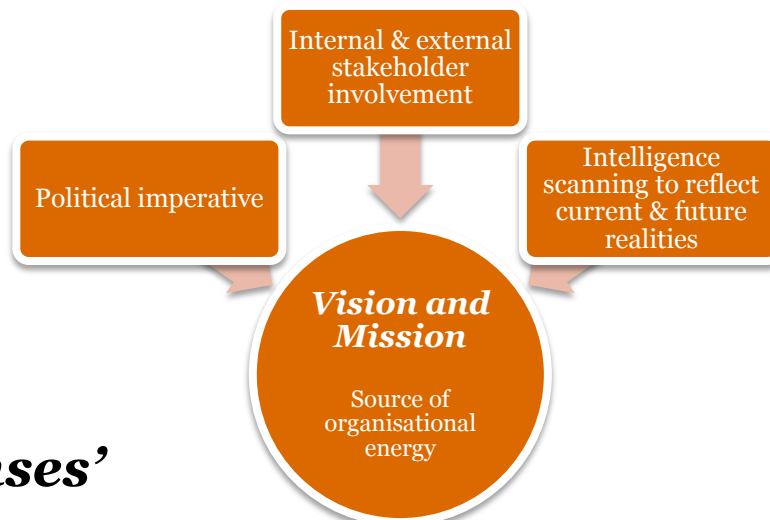 Internal & external
stakeholder
involvement
Political imperative
Intelligence
scanning to reflect
current & future
realities
Vision and
Mission
Source of
organisational
energy